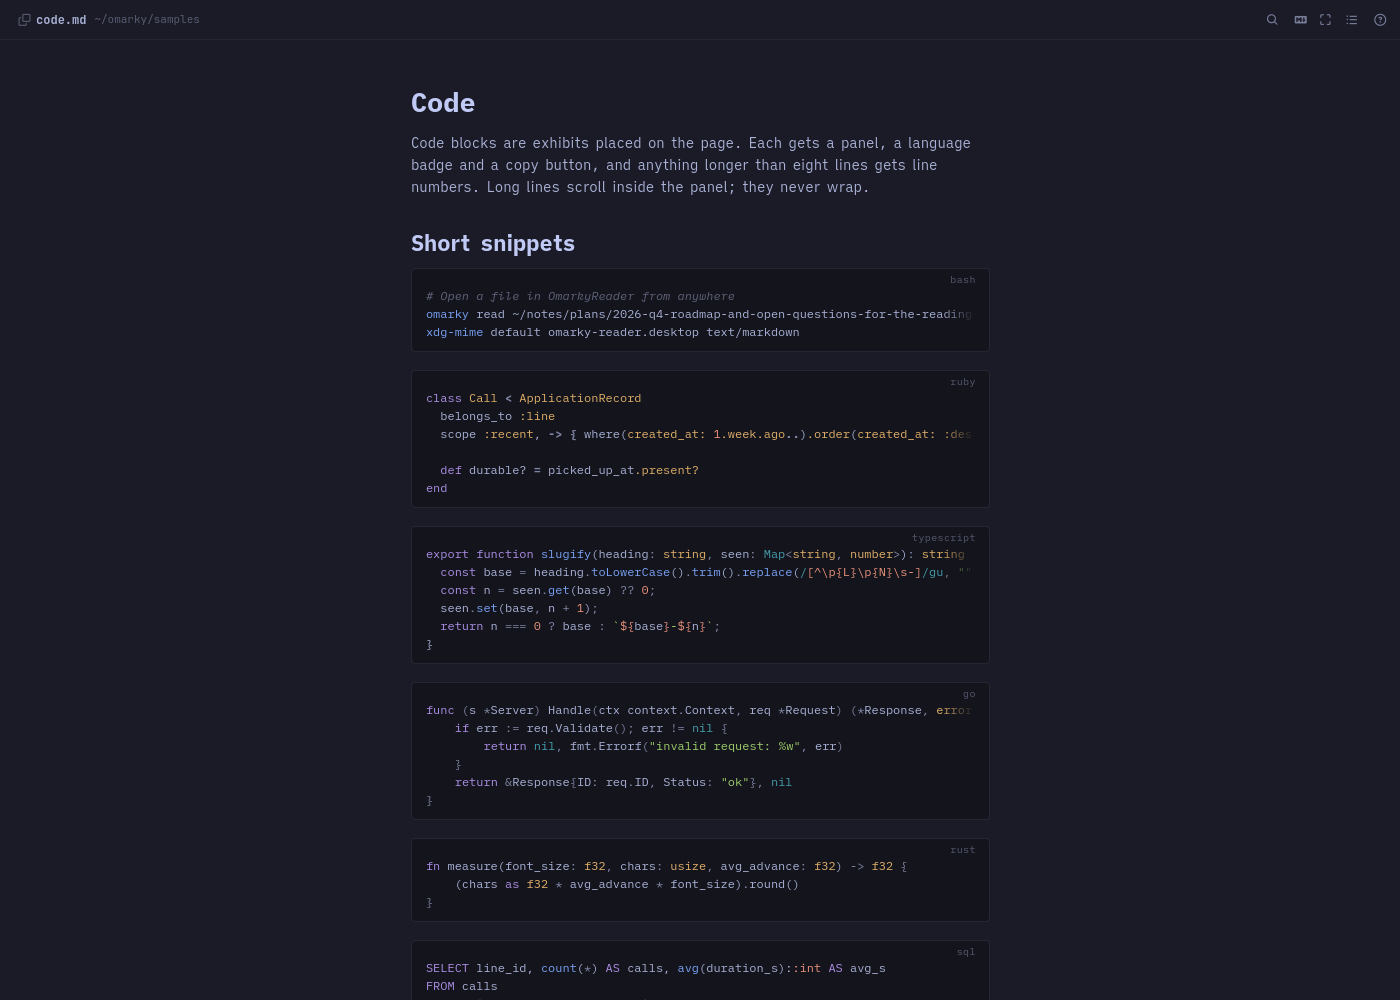 code.md ~/omarky/samples
Code
Code blocks are exhibits placed on the page. Each gets a panel, a language
badge and a copy button, and anything longer than eight lines gets line
numbers. Long lines scroll inside the panel; they never wrap.
Short snippets
bash
# Open a file in OmarkyReader from anywhere
omarky read ~/notes/plans/2026-q4-roadmap-and-open-questions-for-the-reading
xdg-mime default omarky-reader.desktop text/markdown
ruby
class Call < ApplicationRecord
  belongs_to :line
  scope :recent, -> { where(created_at: 1.week.ago..).order(created_at: :des
  def durable? = picked_up_at.present?
end
typescript
export function slugify(heading: string, seen: Map<string, number>): string
  const base = heading.toLowerCase().trim().replace(/[^\p{L}\p{N}\s-]/gu, ""
  const n = seen.get(base) ?? 0;
  seen.set(base, n + 1);
  return n === 0 ? base : `${base}-${n}`;
}
go
func (s *Server) Handle(ctx context.Context, req *Request) (*Response, error
    if err := req.Validate(); err != nil {
        return nil, fmt.Errorf("invalid request: %w", err)
    }
    return &Response{ID: req.ID, Status: "ok"}, nil
}
rust
fn measure(font_size: f32, chars: usize, avg_advance: f32) -> f32 {
    (chars as f32 * avg_advance * font_size).round()
}
sql
SELECT line_id, count(*) AS calls, avg(duration_s)::int AS avg_s
FROM calls